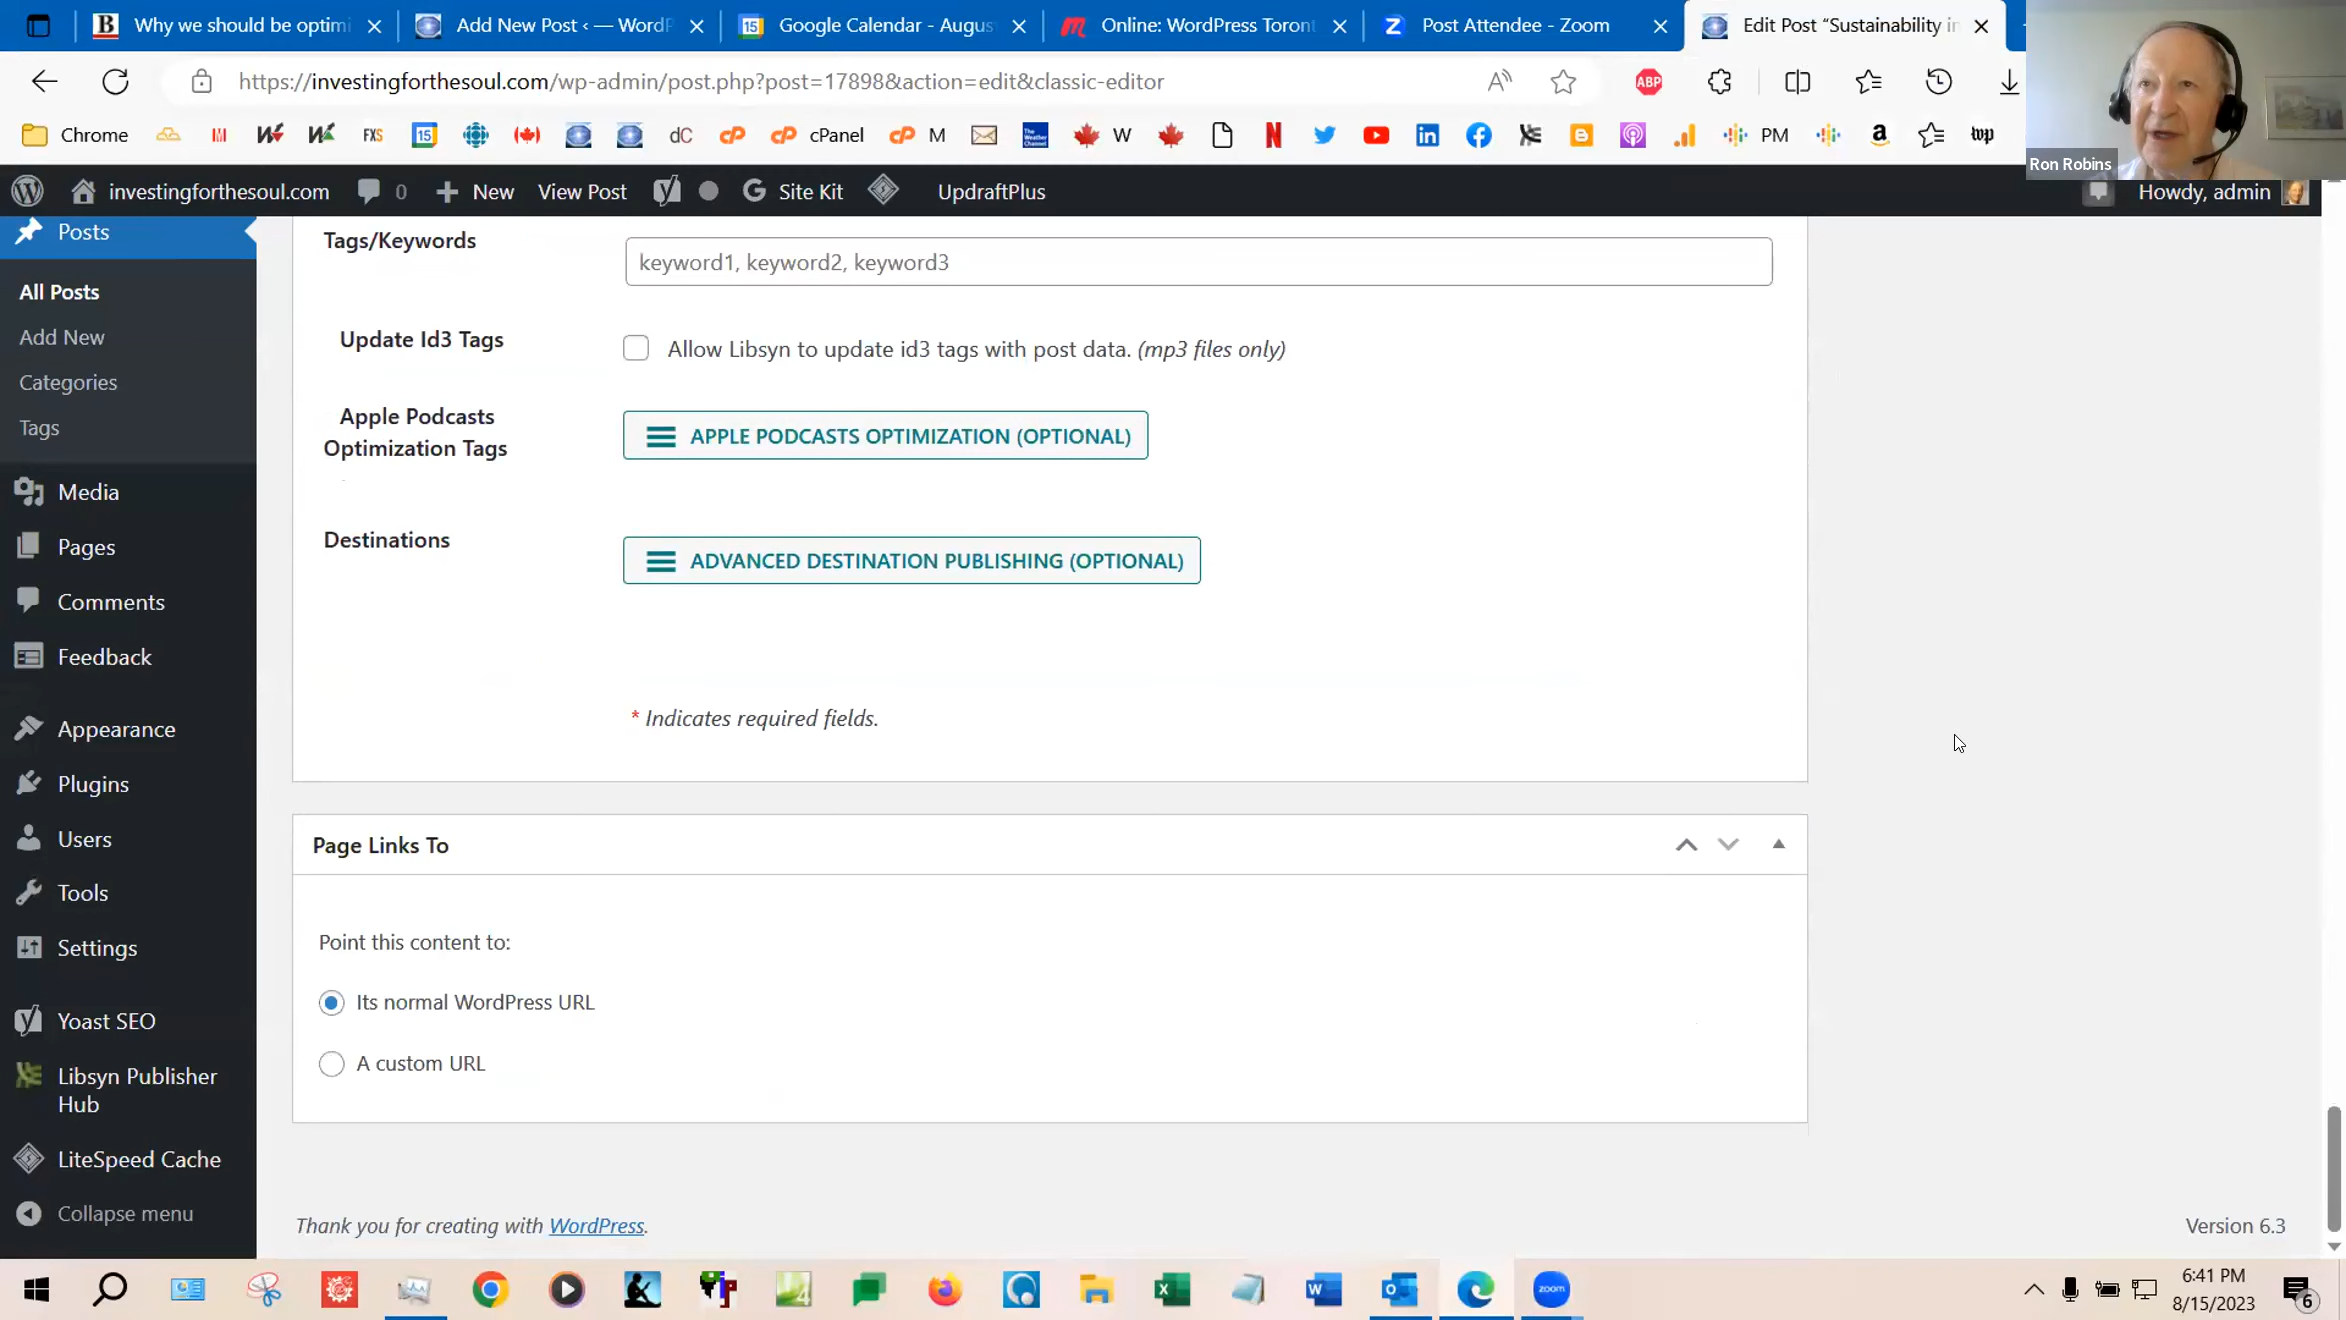 Why we should be optimi
Add New Post ‹ — WordP
Google Calendar - Augus
Online: WordPress Toront
Post Attendee - Zoom
Edit Post “Sustainability in
https://investingforthesoul.com/wp-admin/post.php?post=17898&action=edit&classic-editor
ABP
Chrome
FXS
15
dC
cPanel
M
W
PM
wp
Ron Robins
investingforthesoul.com
0
New
View Post
Site Kit
UpdraftPlus
Howdy, admin
Posts
All Posts
Add New
Categories
Tags
Media
Pages
Comments
Feedback
Appearance
Plugins
Users
Tools
Settings
Yoast SEO
Libsyn Publisher
Hub
LiteSpeed Cache
Collapse menu
Tags/Keywords
keyword1, keyword2, keyword3
Update Id3 Tags
Allow Libsyn to update id3 tags with post data. (mp3 files only)
Apple Podcasts
Optimization Tags
APPLE PODCASTS OPTIMIZATION (OPTIONAL)
Destinations
ADVANCED DESTINATION PUBLISHING (OPTIONAL)
* Indicates required fields.
Page Links To
Point this content to:
Its normal WordPress URL
A custom URL
Thank you for creating with WordPress.
Version 6.3
zoom
6:41 PM
8/15/2023
6